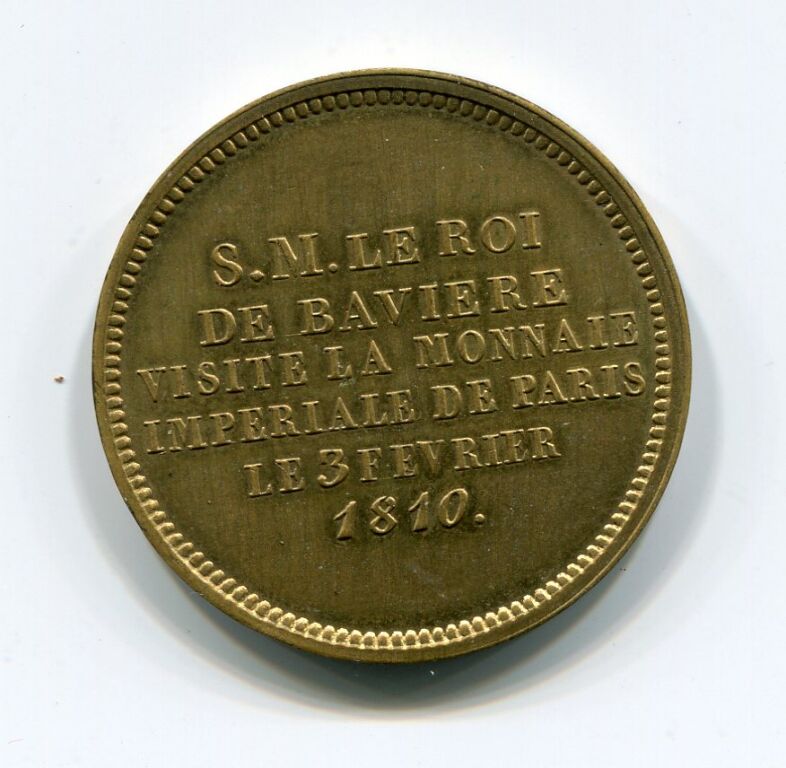 S.M. LE ROI
DE BAVIERE
VISITE LA MONNAIE
IMPERIALE DE PARIS
LE 3 FEVRIER
1810.